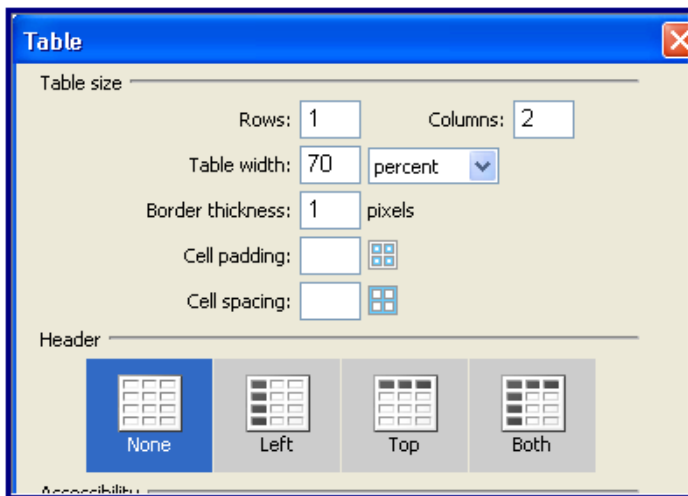 Table
Table size
Rows: 1 Columns: 2
Table width: 70 percent
Border thickness: 1 pixels
Cell padding:
Cell spacing:
Header
None Left Top Both
Accessibility